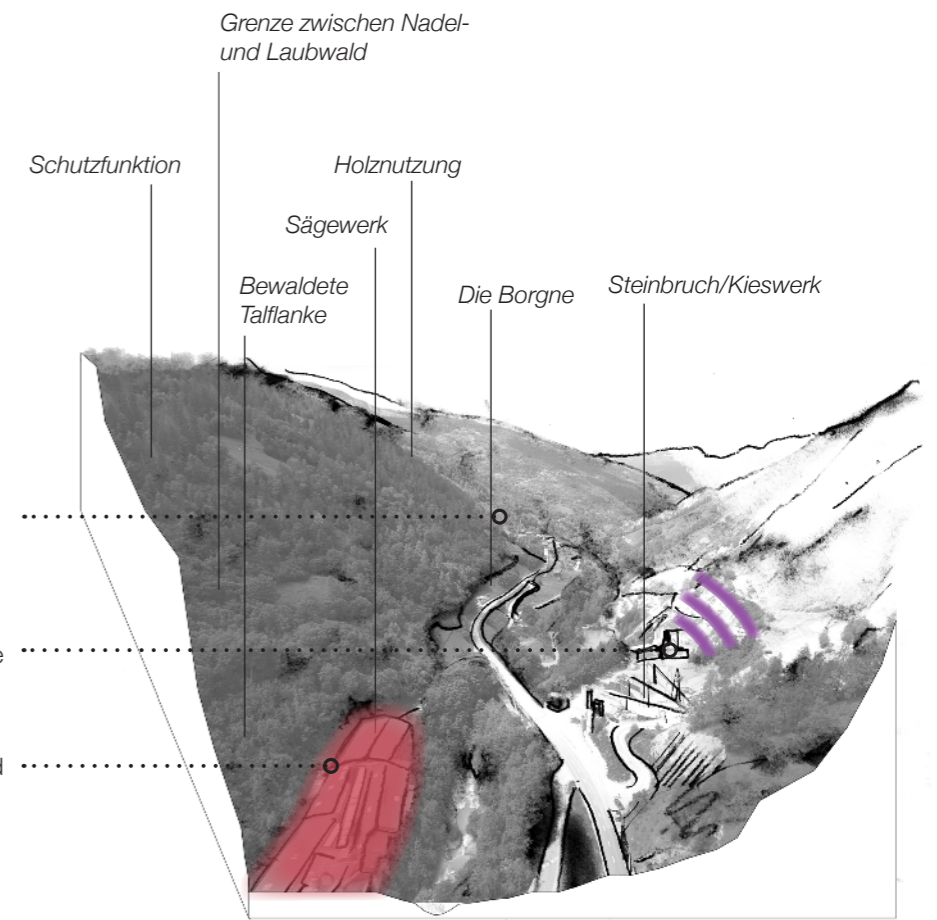 Grenze zwischen Nadel-
und Laubwald
Schutzfunktion
Holznutzung
Sägewerk
Bewaldete
Talflanke
Die Borgne
Steinbruch/Kieswerk